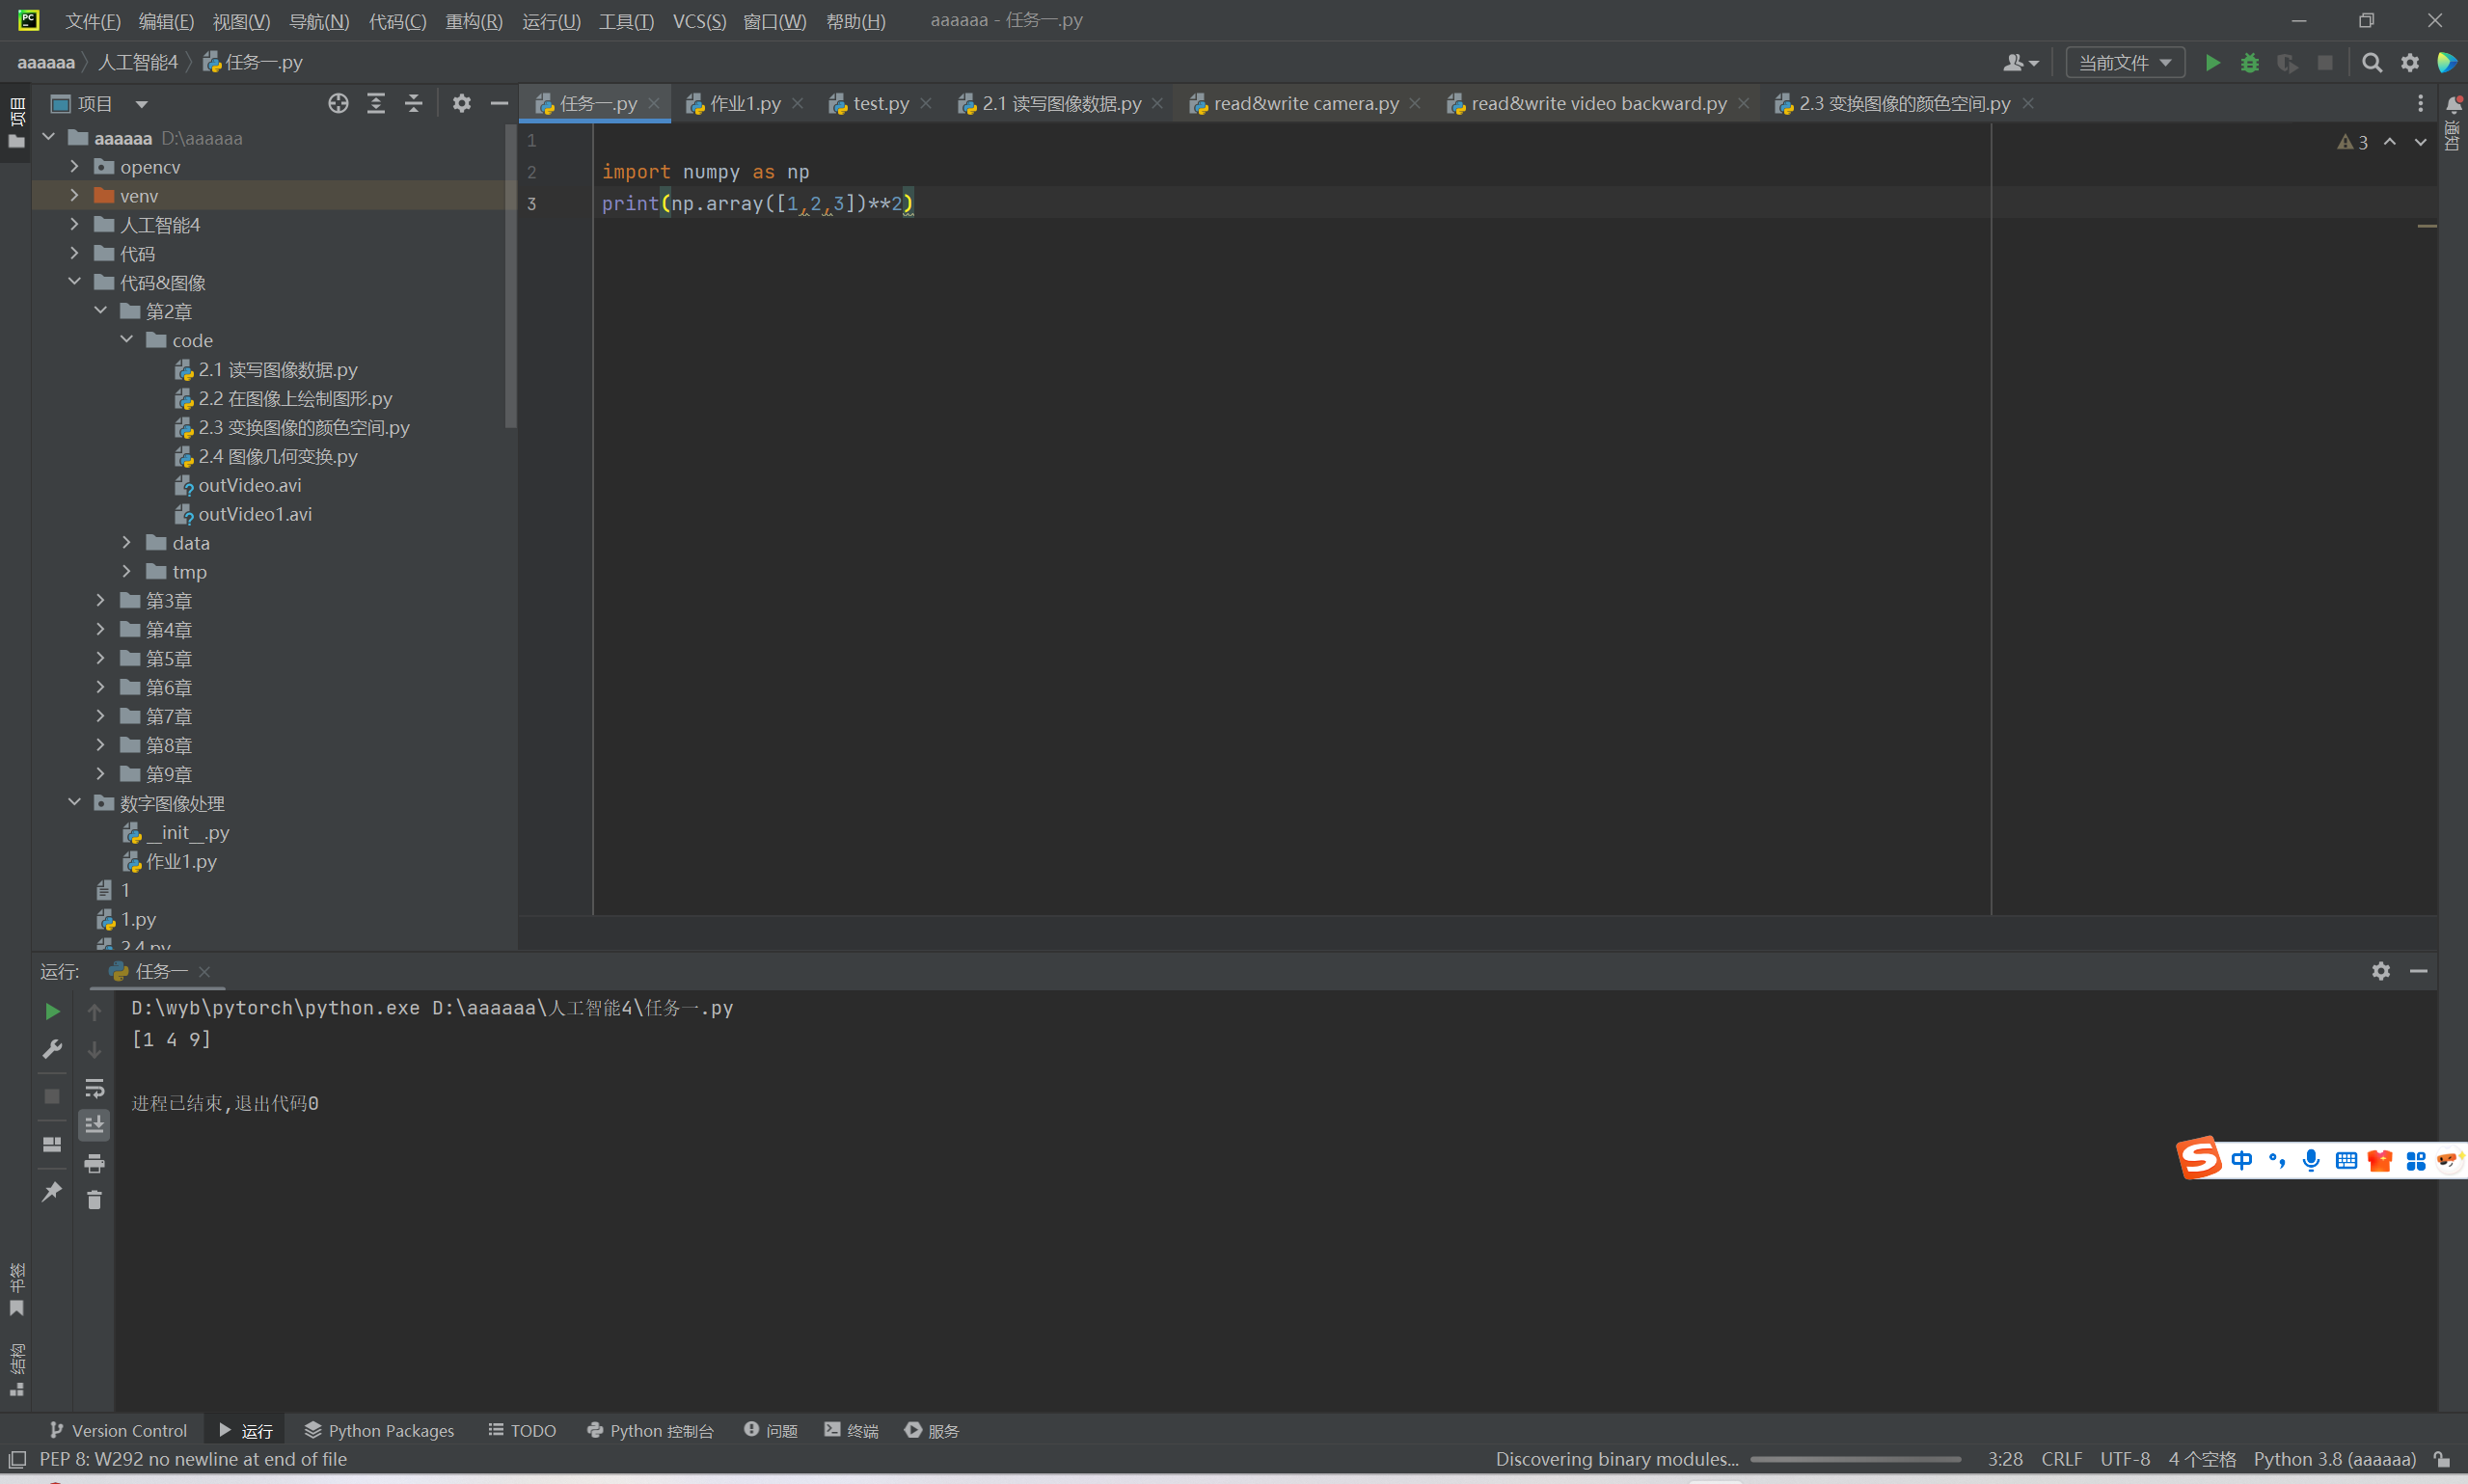 文件(F) 编辑(E) 视图(V) 导航(N) 代码(C) 重构(R) 运行(U) 工具(T) VCS(S) 窗口(W) 帮助(H) aaaaaa - 任务一.py
aaaaaa 人工智能4 任务一.py 当前文件
项目
项目
任务一.py 作业1.py test.py 2.1 读写图像数据.py read&write camera.py read&write video backward.py 2.3 变换图像的颜色空间.py
通知
aaaaaa D:\aaaaaa
opencv
venv
人工智能4
代码
代码&图像
第2章
code
2.1 读写图像数据.py
2.2 在图像上绘制图形.py
2.3 变换图像的颜色空间.py
2.4 图像几何变换.py
outVideo.avi
outVideo1.avi
data
tmp
第3章
第4章
第5章
第6章
第7章
第8章
第9章
数字图像处理
__init__.py
作业1.py
1
1.py
2.4.py
3
1
2 import numpy as np
3 print(np.array([1,2,3])**2)
运行: 任务一
D:\wyb\pytorch\python.exe D:\aaaaaa\人工智能4\任务一.py
[1 4 9]
进程已结束,退出代码0
中
书签
结构
Version Control 运行 Python Packages TODO Python 控制台 问题 终端 服务
PEP 8: W292 no newline at end of file Discovering binary modules... 3:28 CRLF UTF-8 4 个空格 Python 3.8 (aaaaaa)